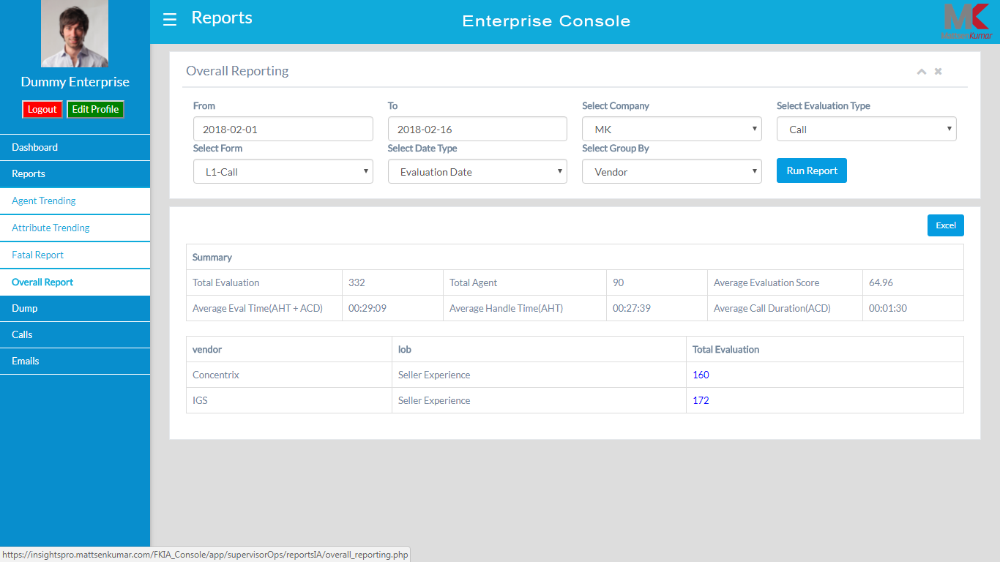 Reports
Enterprise Console
MK
MattsenKumar
Dummy Enterprise
Logout Edit Profile
Dashboard
Reports
Agent Trending
Attribute Trending
Fatal Report
Overall Report
Dump
Calls
Emails
Overall Reporting
From To Select Company Select Evaluation Type
2018-02-01 2018-02-16 MK Call
Select Form Select Date Type Select Group By
L1-Call Evaluation Date Vendor Run Report
Excel
Summary
Total Evaluation 332 Total Agent 90 Average Evaluation Score 64.96
Average Eval Time(AHT + ACD) 00:29:09 Average Handle Time(AHT) 00:27:39 Average Call Duration(ACD) 00:01:30
vendor lob Total Evaluation
Concentrix Seller Experience 160
IGS Seller Experience 172
https://insightspro.mattsenkumar.com/FKIA_Console/app/supervisorOps/reportsIA/overall_reporting.php